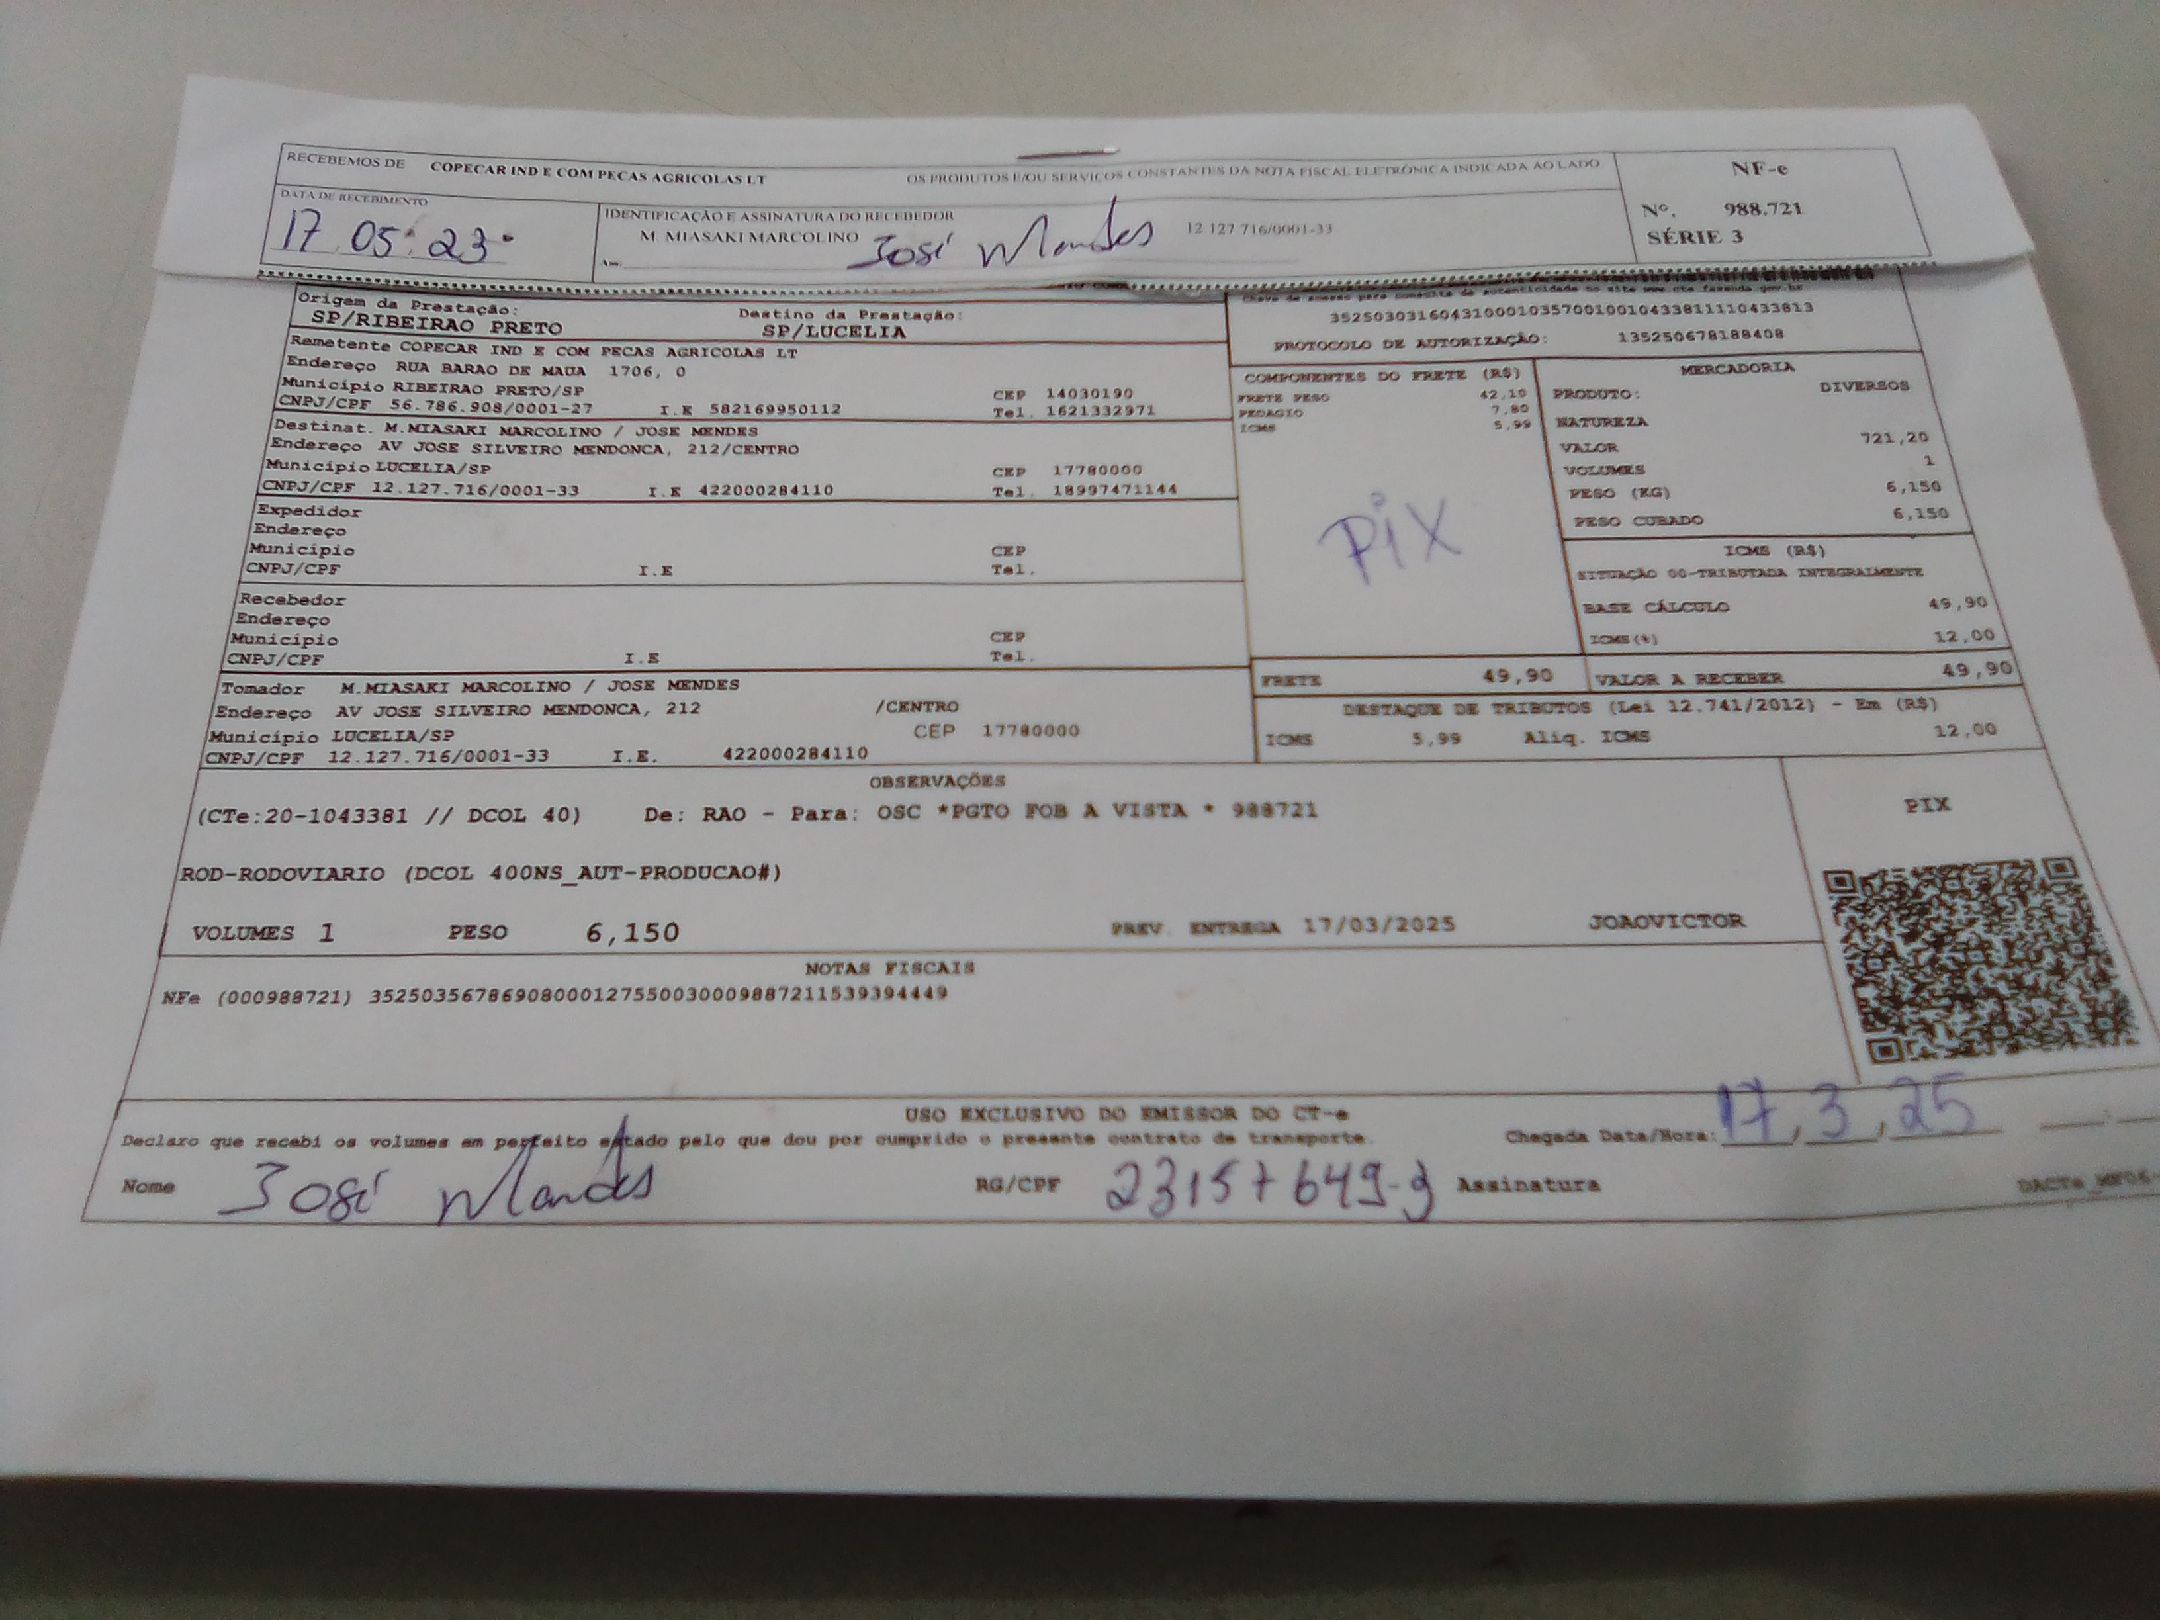 RECEBEMOS DE COPECAR IND E COM PECAS AGRICOLAS LT OS PRODUTOS E/OU SERVIÇOS CONSTANTES DA NOTA FISCAL ELETRÔNICA INDICADA AO LADO
NF-e
Nº. 988.721
SÉRIE 3
DATA DE RECEBIMENTO
17 05 23
IDENTIFICAÇÃO E ASSINATURA DO RECEBEDOR
M. MIASAKI MARCOLINO José Mendes 12.127.716/0001-33
Origem da Prestação: Destino da Prestação:
SP/RIBEIRAO PRETO SP/LUCELIA
Chave de acesso para consulta de autenticidade no site www.cte.fazenda.gov.br
35250303160431000103570010010433811110433813
PROTOCOLO DE AUTORIZAÇÃO: 135250678188408
Remetente COPECAR IND E COM PECAS AGRICOLAS LT
Endereço RUA BARAO DE MAUA 1706, 0
Município RIBEIRAO PRETO/SP CEP 14030190
CNPJ/CPF 56.786.908/0001-27 I.E 582169950112 Tel. 1621332971
Destinat. M.MIASAKI MARCOLINO / JOSE MENDES
Endereço AV JOSE SILVEIRO MENDONCA, 212/CENTRO
Município LUCELIA/SP CEP 17780000
CNPJ/CPF 12.127.716/0001-33 I.E 422000284110 Tel. 18997471144
Expedidor
Endereço
Município CEP
CNPJ/CPF I.E Tel.
Recebedor
Endereço
Município CEP
CNPJ/CPF I.E Tel.
Tomador M.MIASAKI MARCOLINO / JOSE MENDES
Endereço AV JOSE SILVEIRO MENDONCA, 212 /CENTRO
Município LUCELIA/SP CEP 17780000
CNPJ/CPF 12.127.716/0001-33 I.E. 422000284110
COMPONENTES DO FRETE (R$)
FRETE PESO 42,10
PEDAGIO 7,80
ICMS 5,99
PIX
FRETE 49,90
MERCADORIA
PRODUTO: DIVERSOS
NATUREZA
VALOR 721,20
VOLUMES 1
PESO (KG) 6,150
PESO CUBADO 6,150
ICMS (R$)
SITUAÇÃO 00-TRIBUTADA INTEGRALMENTE
BASE CÁLCULO 49,90
ICMS(%) 12,00
VALOR A RECEBER 49,90
DESTAQUE DE TRIBUTOS (Lei 12.741/2012) - Em (R$)
ICMS 5,99 Aliq. ICMS 12,00
OBSERVAÇÕES
(CTe:20-1043381 // DCOL 40) De: RAO - Para: OSC *PGTO FOB A VISTA * 988721
PIX
ROD-RODOVIARIO (DCOL 400NS_AUT-PRODUCAO#)
VOLUMES 1 PESO 6,150 PREV. ENTREGA 17/03/2025 JOAOVICTOR
NOTAS FISCAIS
NFe (000988721) 35250356786908000127550030009887211539394449
USO EXCLUSIVO DO EMISSOR DO CT-e
Declaro que recebi os volumes em perfeito estado pelo que dou por cumprido o presente contrato de transporte. Chegada Data/Hora: 17, 3, 25
Nome José Mendes RG/CPF 23157649-9 Assinatura